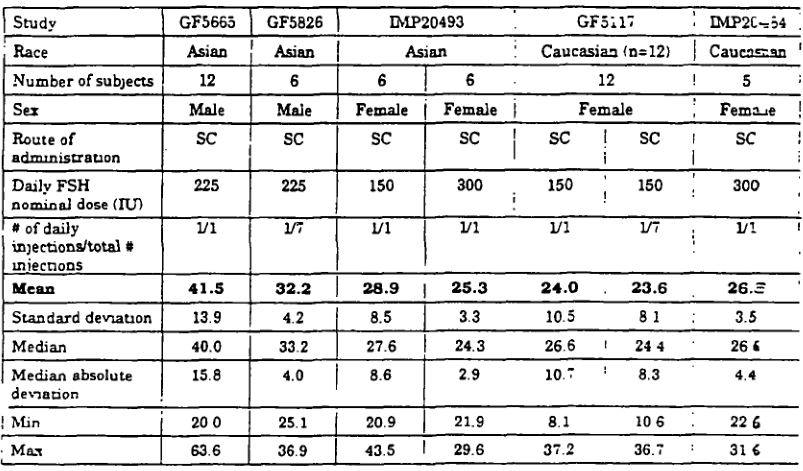 Study GF5665 GF5826 IMP20493 GF5117
Race Asian Asian Asian Caucasian (n=12) Caucasian
Number of subjects 12 6 6 6 12 5
Sex Male Male Female Female Female Female
Route of SC SC SC SC SC SC SC
administration
Daily FSH 225 225 150 300 150 150 300
nominal dose (IU)
# of daily 1/1 1/7 1/1 1/1 1/1 1/7 1/1
injections/total #
injections
Mean 41.5 32.2 28.9 25.3 24.0 23.6
Standard deviation 13.9 4.2 8.5 3.3 10.5 8 1 3.5
Median 40.0 33.2 27.6 24.3 26.6 24 4 26 6
Median absolute 15.8 4.0 8.6 2.9 10.7 8.3 4.4
deviation
Min 20 0 25.1 20.9 21.9 8.1 10 6 22 6
Max 63.6 36.9 43.5 29.6 37.2 36.7 31 6